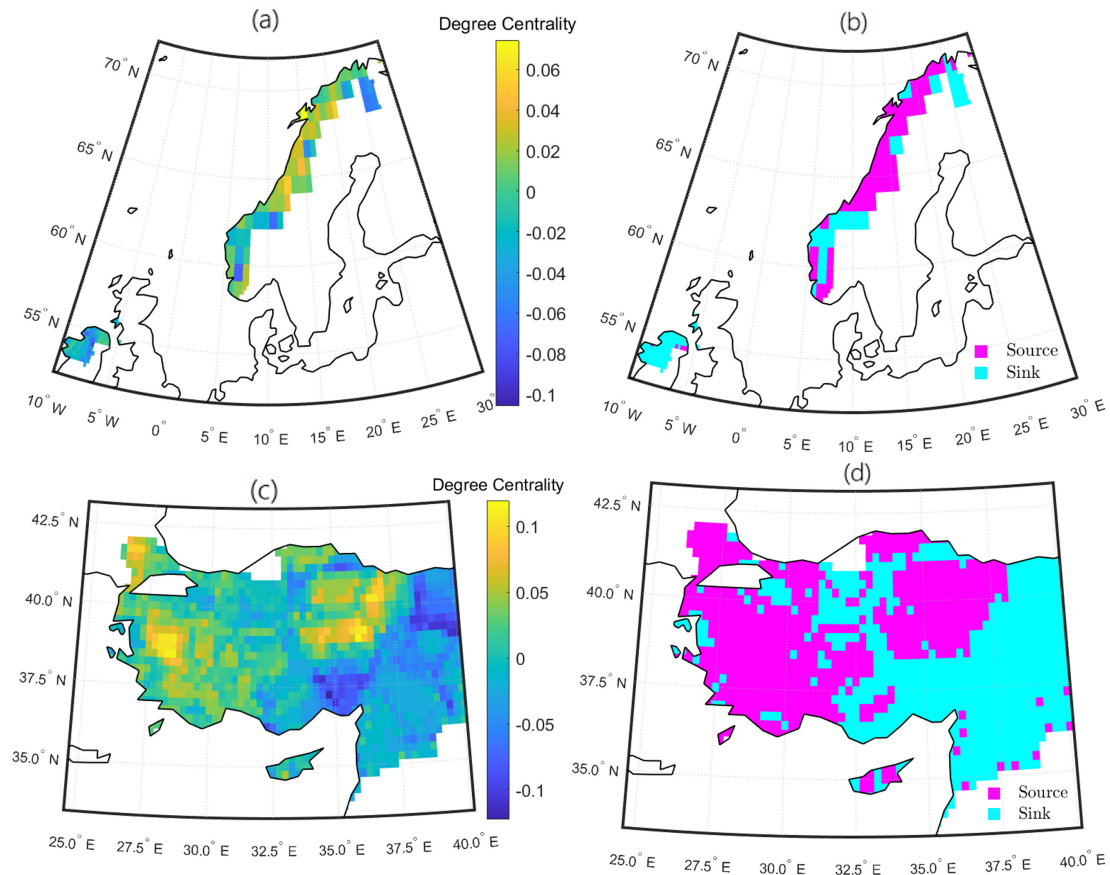 (a)
Degree Centrality
70° N
65° N
60° N
55° N
10° W
5° W
0°
5° E
10° E
15° E
20° E
25° E
30°
0.06
0.04
0.02
0
-0.02
-0.04
-0.06
-0.08
-0.1
(b)
70° N
65° N
60° N
55° N
10° W
5° W
0°
5° E
10° E
15° E
20° E
25° E
30° E
Source
Sink
(c)
Degree Centrality
42.5° N
40.0° N
37.5° N
35.0° N
25.0° E
27.5° E
30.0° E
32.5° E
35.0° E
37.5° E
40.0° E
0.1
0.05
0
-0.05
-0.1
(d)
42.5° N
40.0° N
37.5° N
35.0° N
25.0° E
27.5° E
30.0° E
32.5° E
35.0° E
37.5° E
40.0° E
Source
Sink